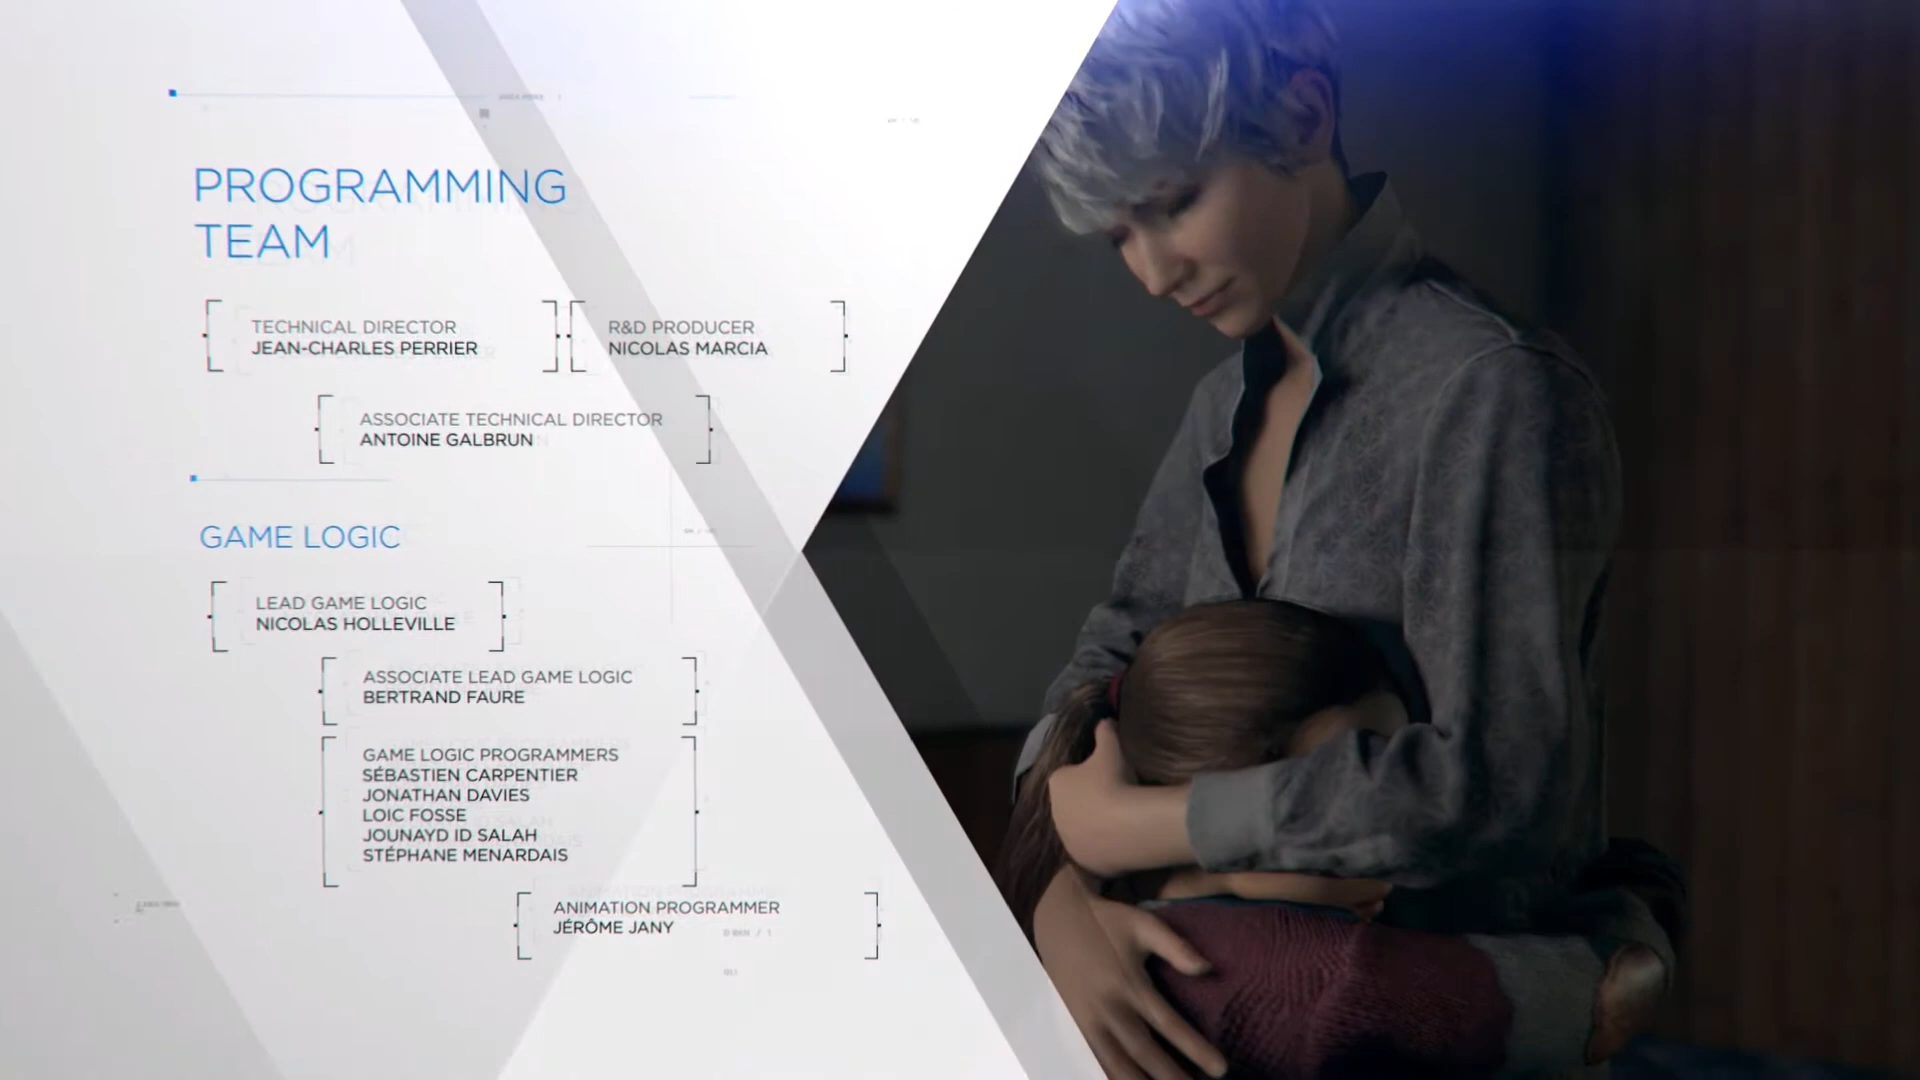 PROGRAMMING
TEAM
TECHNICAL DIRECTOR
JEAN-CHARLES PERRIER
R&D PRODUCER
NICOLAS MARCIA
ASSOCIATE TECHNICAL DIRECTOR
ANTOINE GALBRUN
GAME LOGIC
LEAD GAME LOGIC
NICOLAS HOLLEVILLE
ASSOCIATE LEAD GAME LOGIC
BERTRAND FAURE
GAME LOGIC PROGRAMMERS
SÉBASTIEN CARPENTIER
JONATHAN DAVIES
LOIC FOSSE
JOUNAYD ID SALAH
STÉPHANE MENARDAIS
ANIMATION PROGRAMMER
JÉRÔME JANY